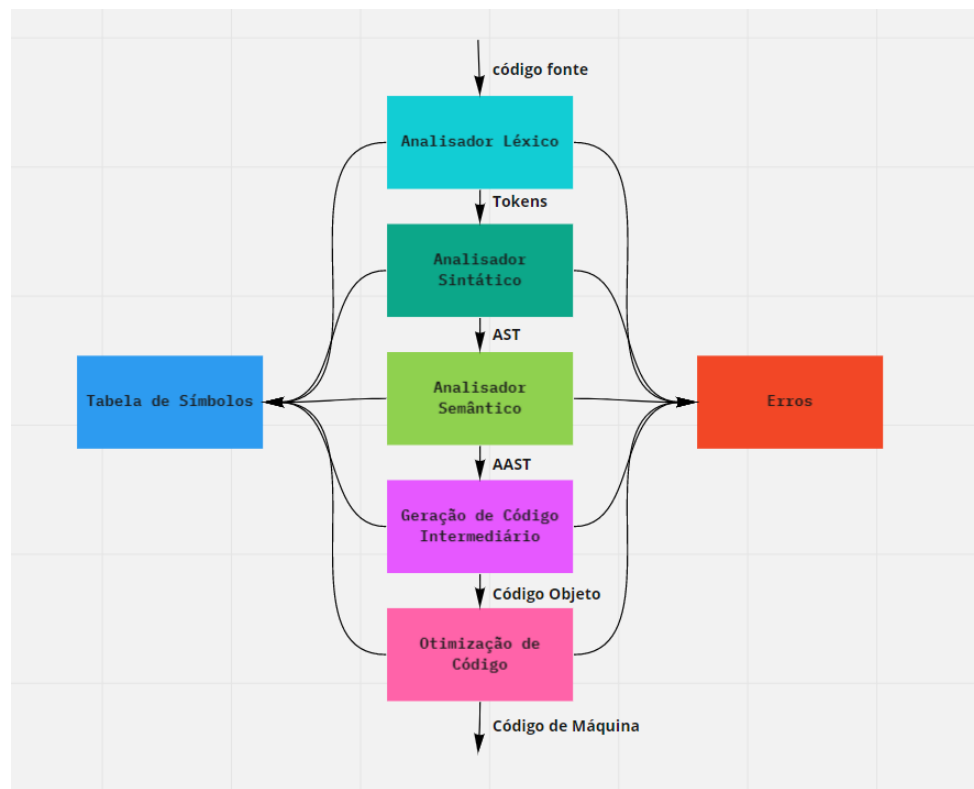 código fonte
Analisador Léxico
Tokens
Analisador
Sintático
AST
Tabela de Símbolos
Analisador
Semântico
Erros
AAST
Geração de Código
Intermediário
Código Objeto
Otimização de
Código
Código de Máquina